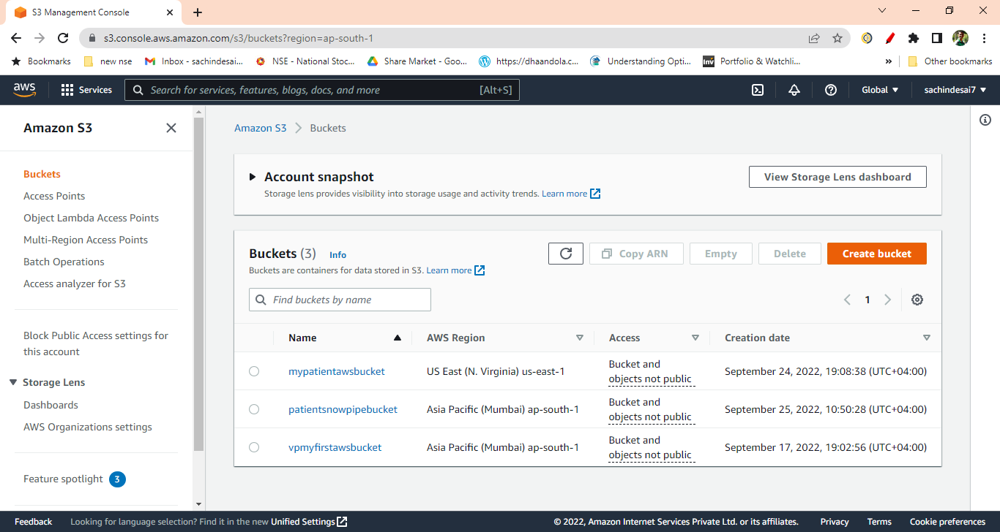 S3 Management Console
s3.console.aws.amazon.com/s3/buckets?region=ap-south-1
Bookmarks
new nse
Inbox - sachindesai...
NSE - National Stoc...
Share Market - Goo...
https://dhaandola.c...
Understanding Opti...
Inv
Portfolio & Watchli...
»
Other bookmarks
aws
Services
Search for services, features, blogs, docs, and more
[Alt+S]
Global
sachindesai7
Amazon S3
Buckets
Access Points
Object Lambda Access Points
Multi-Region Access Points
Batch Operations
Access analyzer for S3
Block Public Access settings for
this account
Storage Lens
Dashboards
AWS Organizations settings
Feature spotlight 3
Amazon S3 > Buckets
Account snapshot
Storage lens provides visibility into storage usage and activity trends. Learn more
View Storage Lens dashboard
Buckets (3) Info
Buckets are containers for data stored in S3. Learn more
Copy ARN
Empty
Delete
Create bucket
Find buckets by name
1
Name AWS Region Access Creation date
mypatientawsbucket US East (N. Virginia) us-east-1 Bucket and
objects not public September 24, 2022, 19:08:38 (UTC+04:00)
patientsnowpipebucket Asia Pacific (Mumbai) ap-south-1 Bucket and
objects not public September 25, 2022, 10:50:28 (UTC+04:00)
vpmyfirstawsbucket Asia Pacific (Mumbai) ap-south-1 Bucket and
objects not public September 17, 2022, 19:02:56 (UTC+04:00)
Feedback
Looking for language selection? Find it in the new Unified Settings
© 2022, Amazon Internet Services Private Ltd. or its affiliates.
Privacy
Terms
Cookie preferences